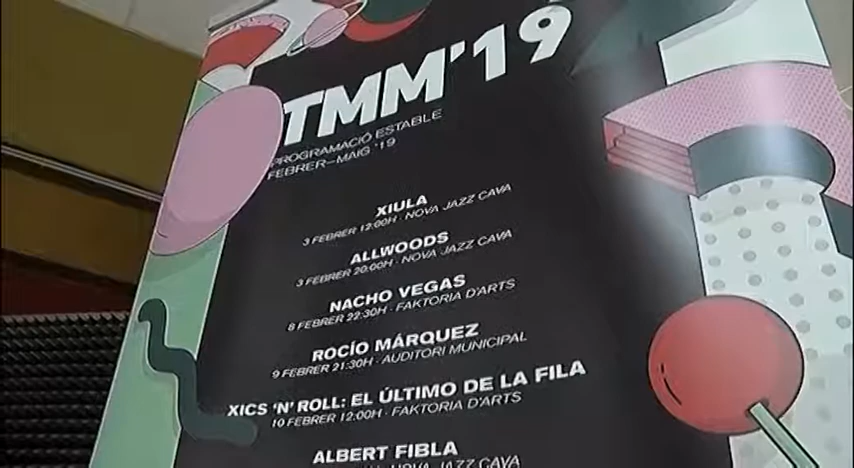 TMM'19
PROGRAMACIÓ ESTABLE
FEBRER—MAIG '19
XIULA
3 FEBRER 12:00H · NOVA JAZZ CAVA
ALLWOODS
3 FEBRER 20:00H · NOVA JAZZ CAVA
NACHO VEGAS
8 FEBRER 22:30H · FAKTORIA D'ARTS
ROCÍO MÁRQUEZ
9 FEBRER 21:30H · AUDITORI MUNICIPAL
XICS 'N' ROLL: EL ÚLTIMO DE LA FILA
10 FEBRER 12:00H · FAKTORIA D'ARTS
ALBERT FIBLA
NOVA JAZZ CAVA